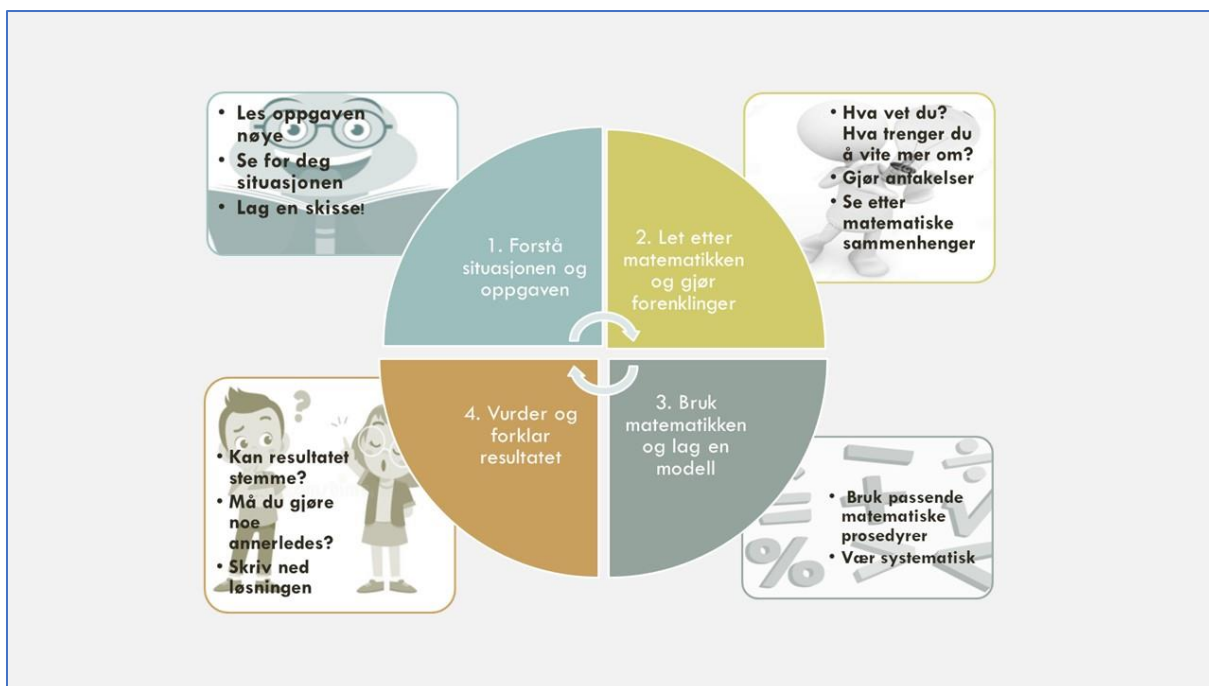 • Les oppgaven
nøye
• Se for deg
situasjonen
• Lag en skisse!
1. Forstå
situasjonen og
oppgaven
2. Let etter
matematikken
og gjør
forenklinger
• Hva vet du?
Hva trenger du
å vite mer om?
• Gjør antakelser
• Se etter
matematiske
sammenhenger
• Kan resultatet
stemme?
• Må du gjøre
noe
annerledes?
• Skriv ned
løsningen
4. Vurder og
forklar
resultatet
3. Bruk
matematikken
og lag en
modell
• Bruk passende
matematiske
prosedyrer
• Vær systematisk